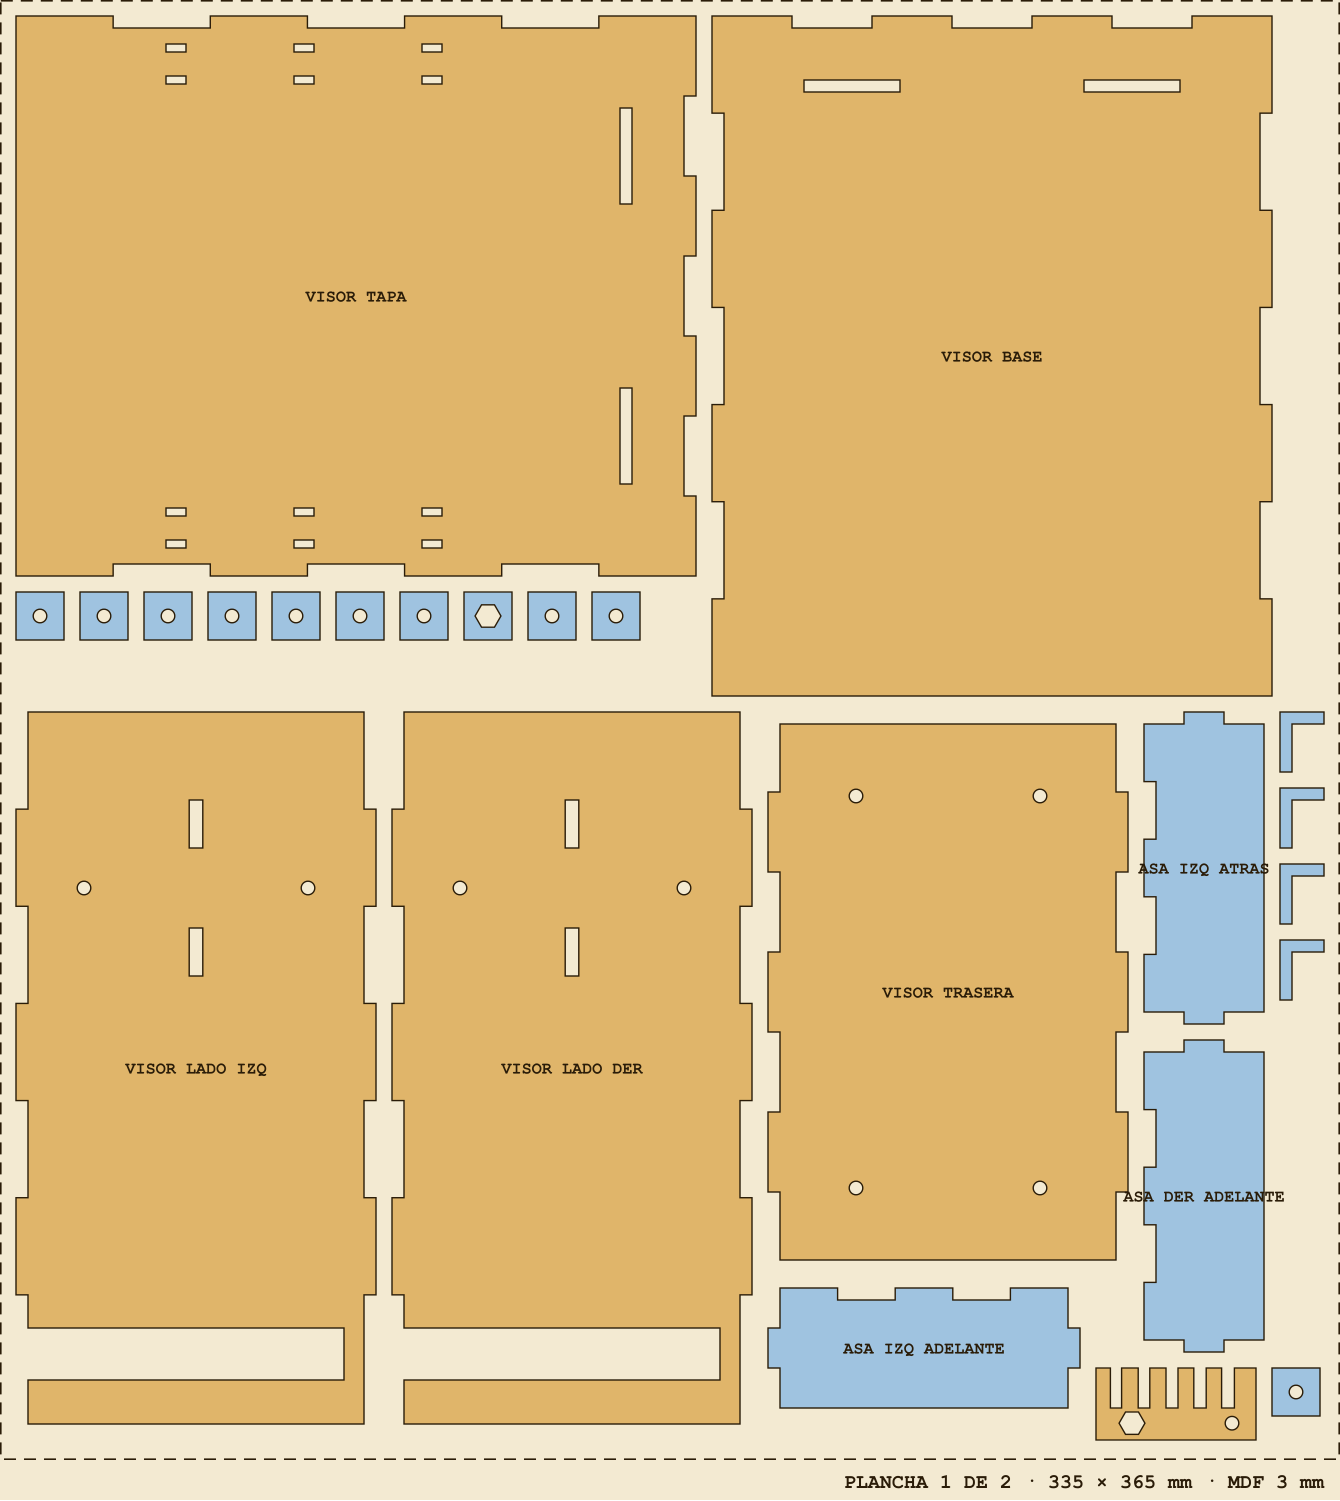 VISOR TAPA
VISOR BASE
ASA IZQ ATRAS
VISOR TRASERA
VISOR LADO IZQ
VISOR LADO DER
ASA DER ADELANTE
ASA IZQ ADELANTE
PLANCHA 1 DE 2 · 335 × 365 mm · MDF 3 mm